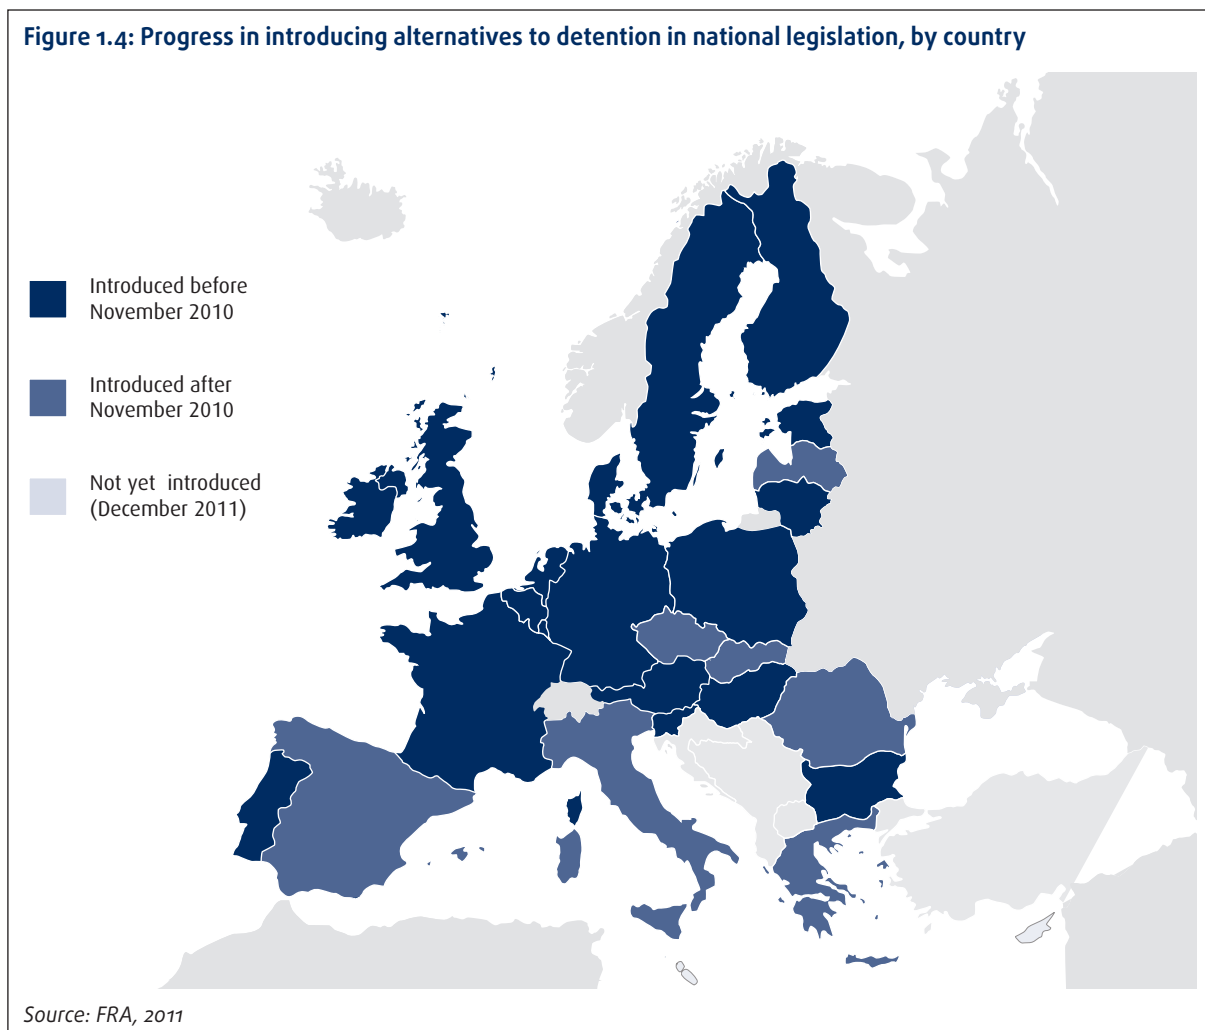 Figure 1.4: Progress in introducing alternatives to detention in national legislation, by country
Introduced before
November 2010
Introduced after
November 2010
Not yet introduced
(December 2011)
Source: FRA, 2011